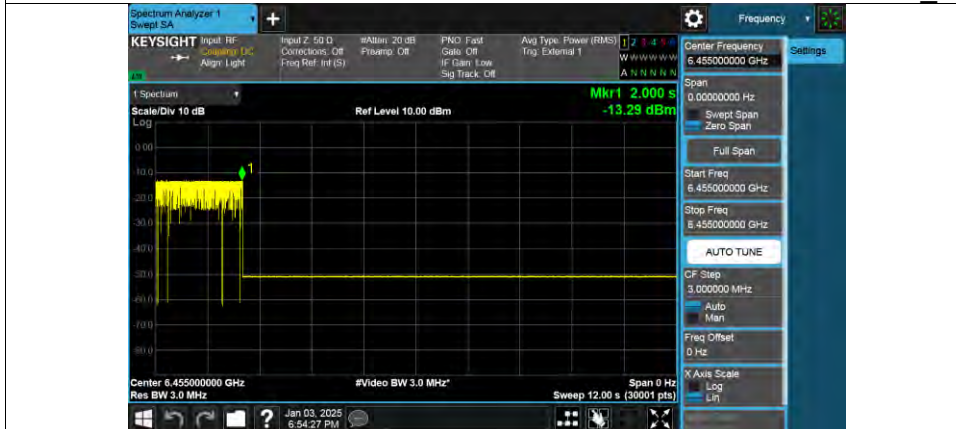 Spectrum Analyzer 1
Swept SA
Frequency
KEYSIGHT
Input: RF
Coupling: DC
Align: Light
Input Z: 50 Ω
Corrections: Off
Freq Ref: Int (S)
#Atten: 20 dB
Preamp: Off
PNO: Fast
Gate: Off
IF Gain: Low
Sig Track: Off
Avg Type: Power (RMS)
Trig: External 1
1 2 3 4 5 6
W W W W W W
A N N N N N
1 Spectrum
Scale/Div 10 dB
Log
Ref Level 10.00 dBm
Mkr1 2.000 s
-13.29 dBm
0.00
-10.0
-20.0
-30.0
-40.0
-50.0
-60.0
-70.0
-80.0
1
Center 6.455000000 GHz
Res BW 3.0 MHz
#Video BW 3.0 MHz*
Span 0 Hz
Sweep 12.00 s (30001 pts)
Jan 03, 2025
6:54:27 PM
Center Frequency
6.455000000 GHz
Span
0.00000000 Hz
Swept Span
Zero Span
Full Span
Start Freq
6.455000000 GHz
Stop Freq
6.455000000 GHz
AUTO TUNE
CF Step
3.000000 MHz
Auto
Man
Freq Offset
0 Hz
X Axis Scale
Log
Lin
Settings